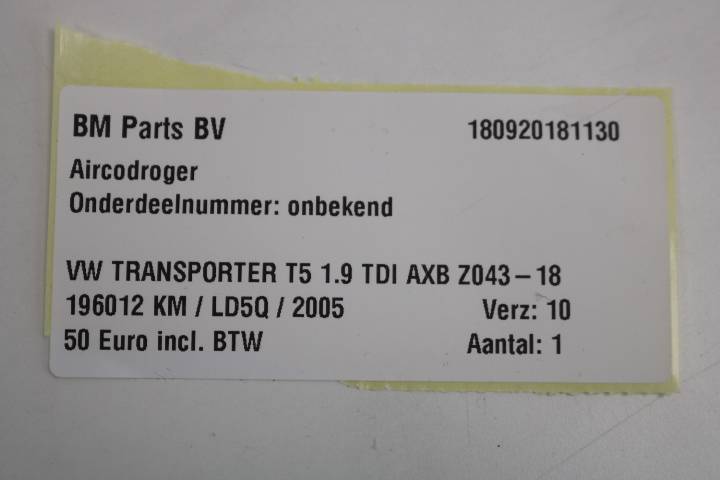 BM Parts BV 180920181130
Aircodroger
Onderdeelnummer: onbekend
VW TRANSPORTER T5 1.9 TDI AXB Z043-18
196012 KM / LD5Q / 2005 Verz: 10
50 Euro incl. BTW Aantal: 1